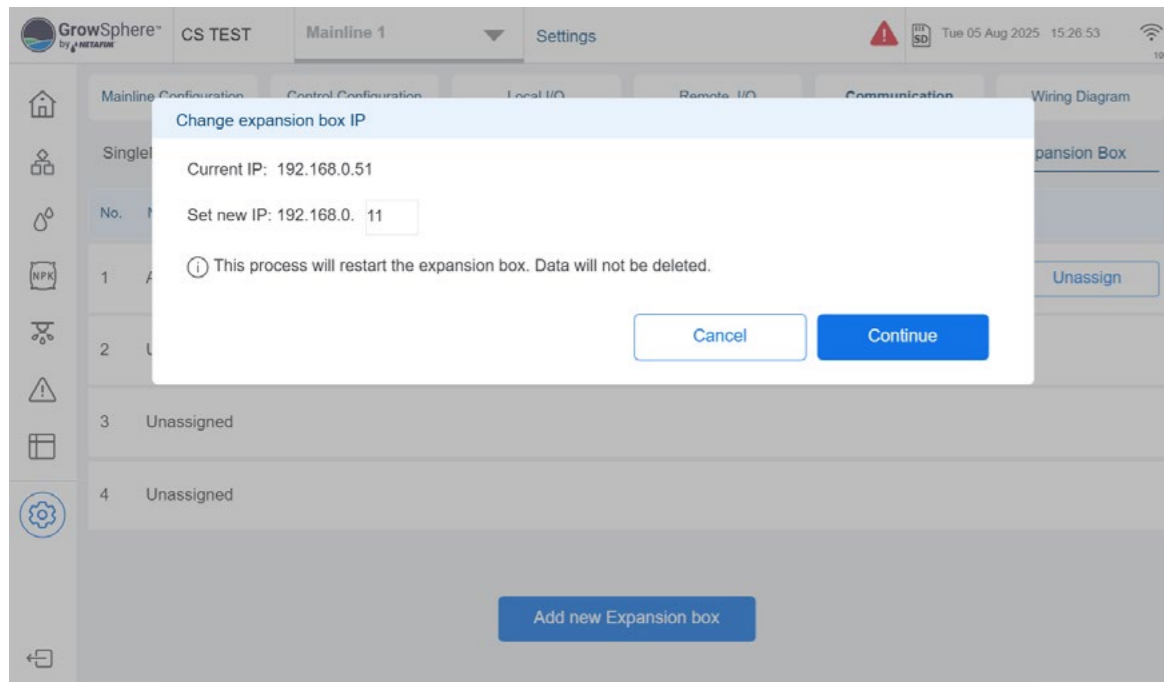 GrowSphere™ CS TEST Mainline 1 Settings SD Tue 05 Aug 2025 15:26:53
by NETAFIM
Mainline Configuration Control Configuration Local I/O Remote I/O Communication Wiring Diagram
Change expansion box IP
Current IP: 192.168.0.51
Set new IP: 192.168.0. 11
This process will restart the expansion box. Data will not be deleted.
Cancel Continue
No.
NPK
1 Unassign
2
3 Unassigned
4 Unassigned
Add new Expansion box